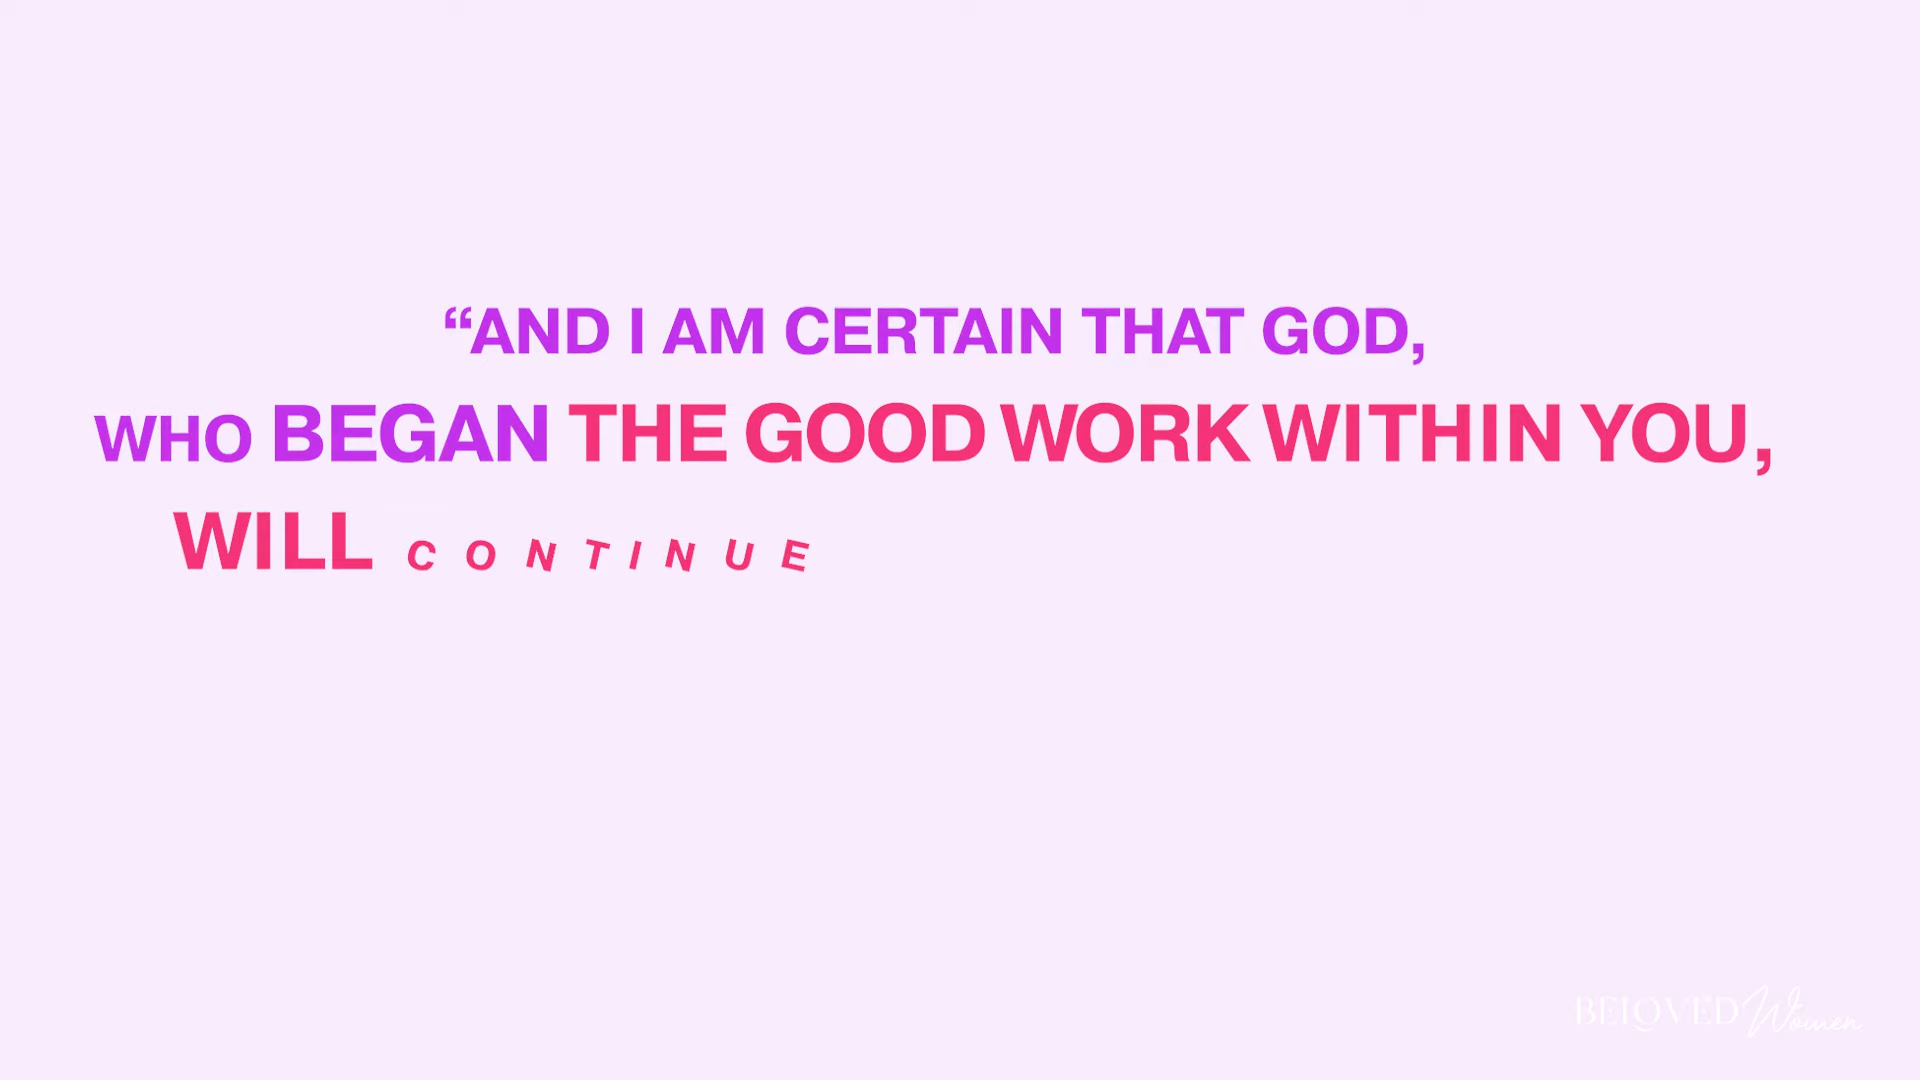 “AND I AM CERTAIN THAT GOD,
WHO BEGAN THE GOOD WORK WITHIN YOU,
WILL CONTINUE
BELOVED Women